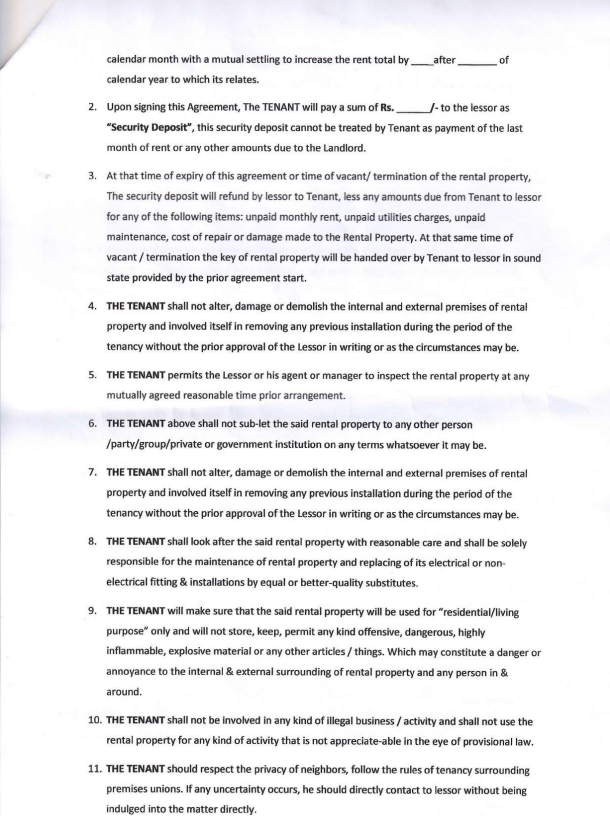 calendar month with a mutual settling to increase the rent total by ____after _______ of
calendar year to which its relates.
2. Upon signing this Agreement, The TENANT will pay a sum of Rs. ______/- to the lessor as
“Security Deposit”, this security deposit cannot be treated by Tenant as payment of the last
month of rent or any other amounts due to the Landlord.
3. At that time of expiry of this agreement or time of vacant/ termination of the rental property,
The security deposit will refund by lessor to Tenant, less any amounts due from Tenant to lessor
for any of the following items: unpaid monthly rent, unpaid utilities charges, unpaid
maintenance, cost of repair or damage made to the Rental Property. At that same time of
vacant / termination the key of rental property will be handed over by Tenant to lessor in sound
state provided by the prior agreement start.
4. THE TENANT shall not alter, damage or demolish the internal and external premises of rental
property and involved itself in removing any previous installation during the period of the
tenancy without the prior approval of the Lessor in writing or as the circumstances may be.
5. THE TENANT permits the Lessor or his agent or manager to inspect the rental property at any
mutually agreed reasonable time prior arrangement.
6. THE TENANT above shall not sub-let the said rental property to any other person
/party/group/private or government institution on any terms whatsoever it may be.
7. THE TENANT shall not alter, damage or demolish the internal and external premises of rental
property and involved itself in removing any previous installation during the period of the
tenancy without the prior approval of the Lessor in writing or as the circumstances may be.
8. THE TENANT shall look after the said rental property with reasonable care and shall be solely
responsible for the maintenance of rental property and replacing of its electrical or non-
electrical fitting & installations by equal or better-quality substitutes.
9. THE TENANT will make sure that the said rental property will be used for “residential/living
purpose” only and will not store, keep, permit any kind offensive, dangerous, highly
inflammable, explosive material or any other articles / things. Which may constitute a danger or
annoyance to the internal & external surrounding of rental property and any person in &
around.
10. THE TENANT shall not be involved in any kind of illegal business / activity and shall not use the
rental property for any kind of activity that is not appreciate-able in the eye of provisional law.
11. THE TENANT should respect the privacy of neighbors, follow the rules of tenancy surrounding
premises unions. If any uncertainty occurs, he should directly contact to lessor without being
indulged into the matter directly.